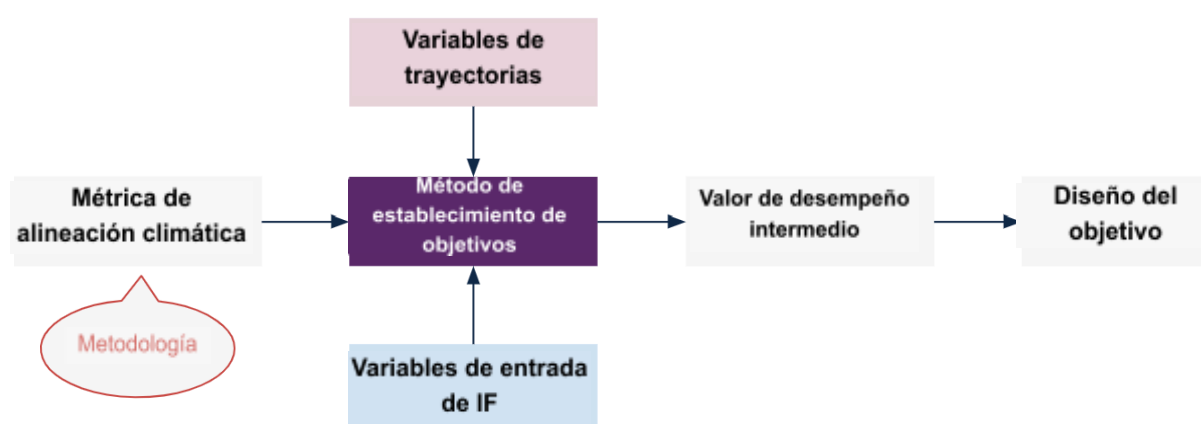 Variables de
trayectorias
Métrica de
alineación climática
Método de
establecimiento de
objetivos
Valor de desempeño
intermedio
Diseño del
objetivo
Metodología
Variables de entrada
de IF